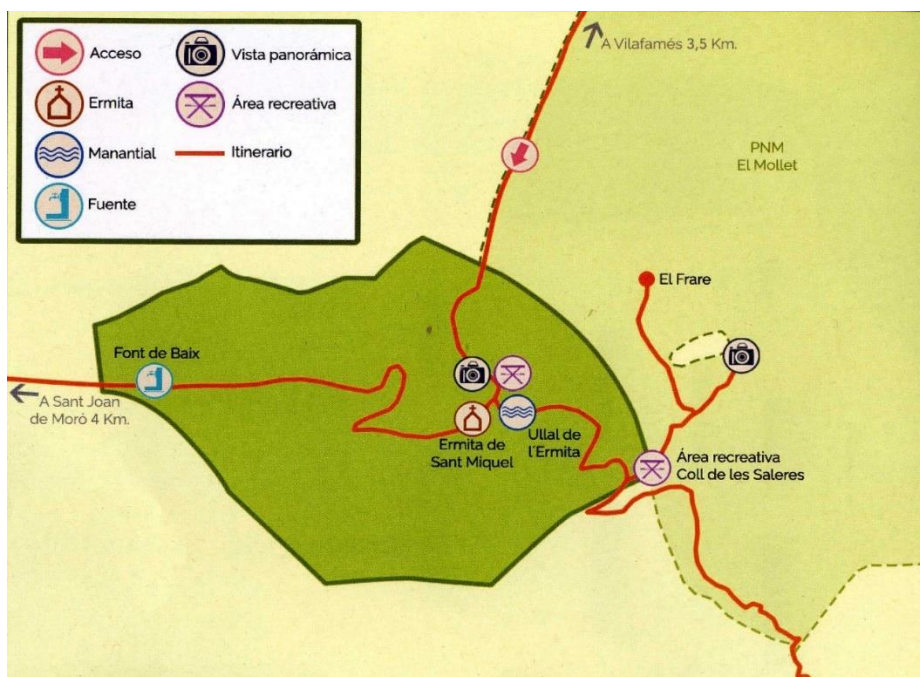 Acceso
Ermita
Manantial
Fuente
Vista panorámica
Área recreativa
Itinerario
A Vilafamés 3,5 Km.
PNM
El Mollet
El Frare
Font de Baix
A Sant Joan
de Moró 4 Km.
Ermita de
Sant Miquel
Ullal de
l´Ermita
Área recreativa
Coll de les Saleres